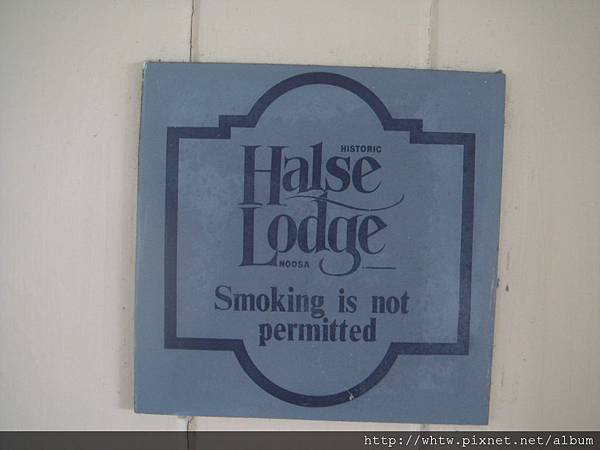 HISTORIC
Halse
Lodge
NOOSA
Smoking is not
permitted
http://whtw.pixnet.net/album